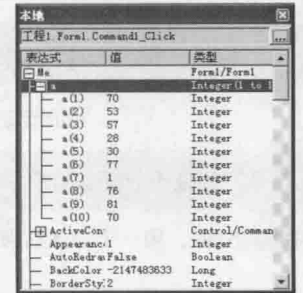 本地
工程1.Form1.Command1_Click
...
表达式 值 类型
Me Form1/Form1
a Integer(1 to 1
a(1) 70 Integer
a(2) 53 Integer
a(3) 57 Integer
a(4) 28 Integer
a(5) 30 Integer
a(6) 77 Integer
a(7) 1 Integer
a(8) 76 Integer
a(9) 81 Integer
a(10) 70 Integer
ActiveCon Control/Comman
Appearanc 1 Integer
AutoRedraw False Boolean
BackColor -2147483633 Long
BorderSty 2 Integer